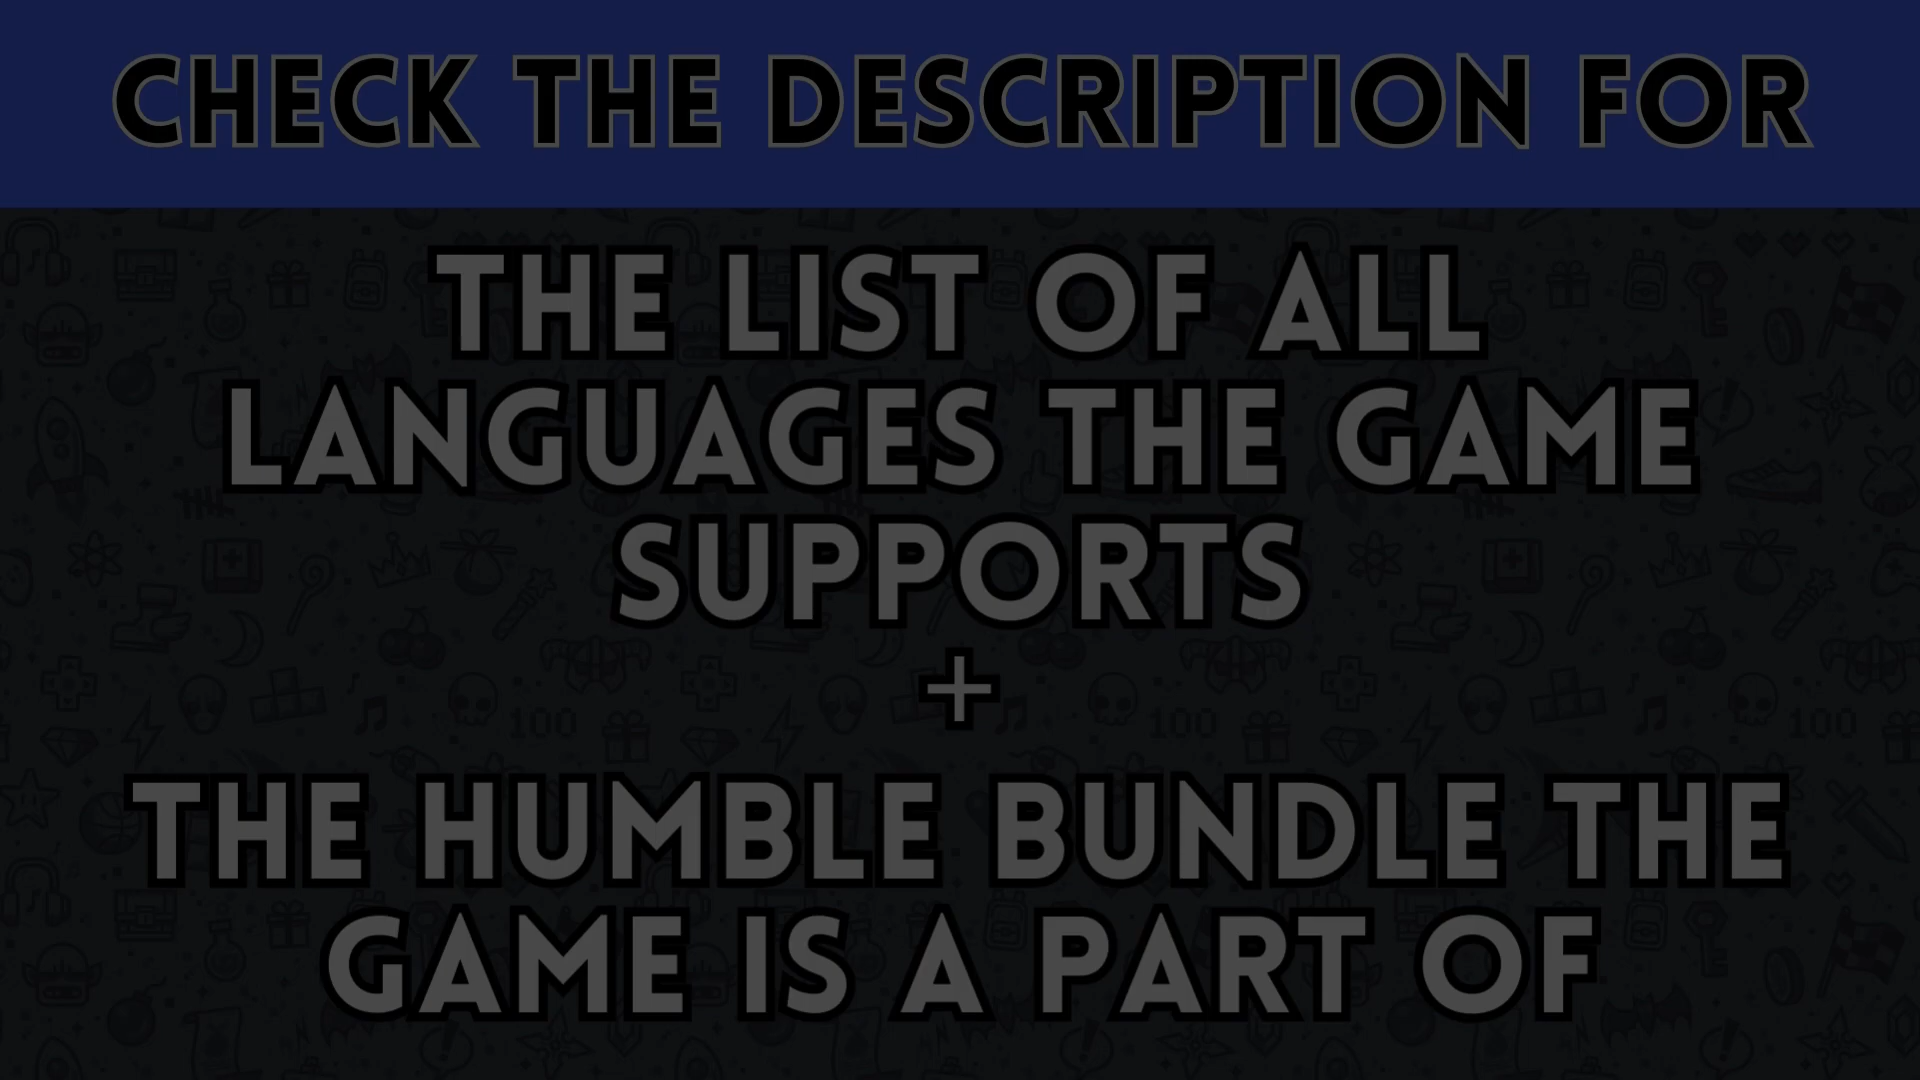 CHECK THE DESCRIPTION FOR
THE LIST OF ALL
LANGUAGES THE GAME
SUPPORTS
+
THE HUMBLE BUNDLE THE
GAME IS A PART OF